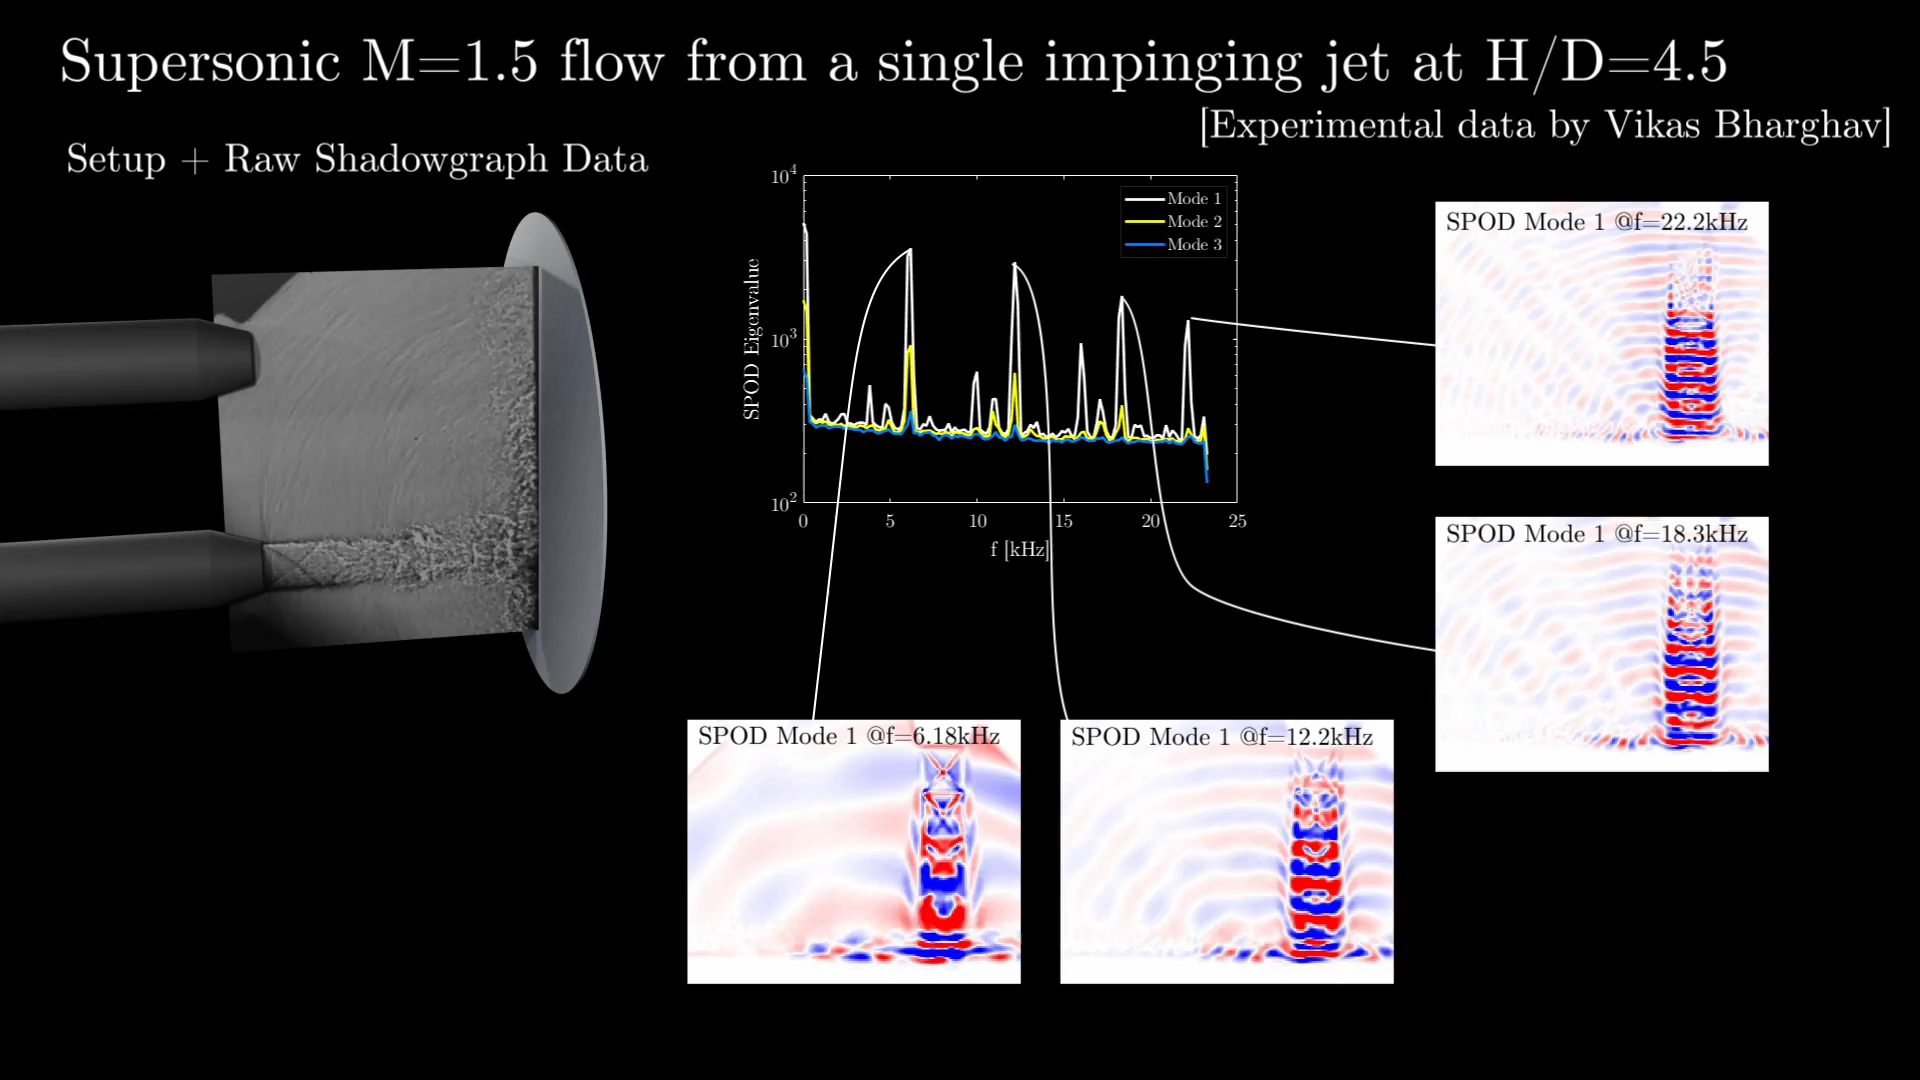 Supersonic M=1.5 flow from a single impinging jet at H/D=4.5
[Experimental data by Vikas Bharghav]
Setup + Raw Shadowgraph Data
SPOD Eigenvalue
10^4
10^3
10^2
Mode 1
Mode 2
Mode 3
0 5 10 15 20 25
f [kHz]
SPOD Mode 1 @f=22.2kHz
SPOD Mode 1 @f=18.3kHz
SPOD Mode 1 @f=6.18kHz
SPOD Mode 1 @f=12.2kHz